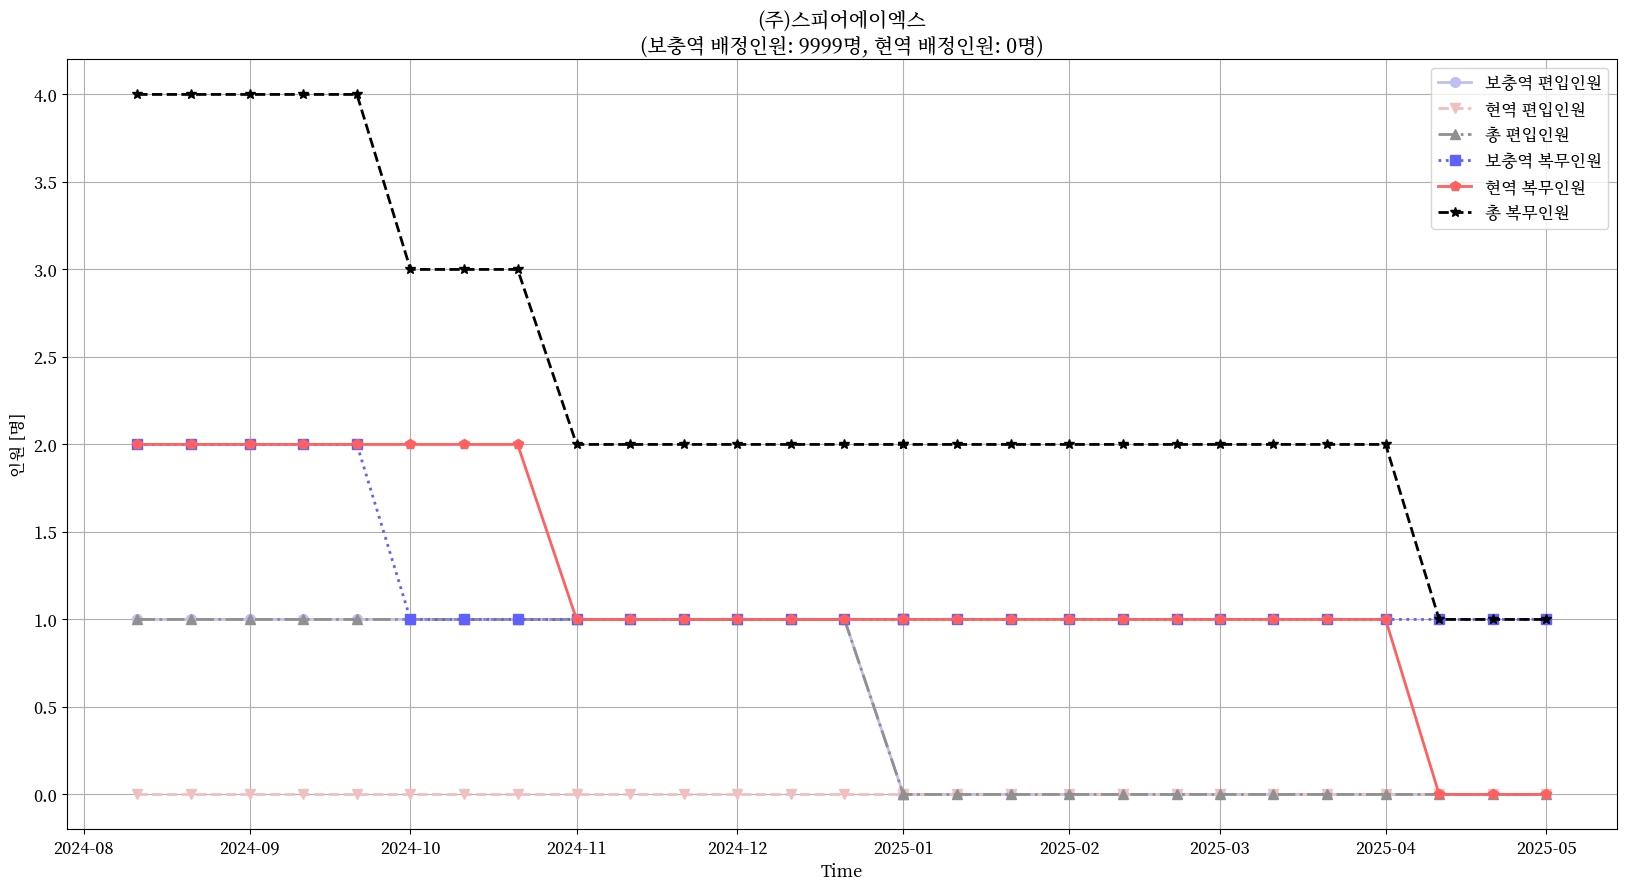 (주)스피어에이엑스
(보충역 배정인원: 9999명, 현역 배정인원: 0명)
보충역 편입인원
현역 편입인원
총 편입인원
보충역 복무인원
현역 복무인원
총 복무인원
인원 [명]
4.0
3.5
3.0
2.5
2.0
1.5
1.0
0.5
0.0
2024-08 2024-09 2024-10 2024-11 2024-12 2025-01 2025-02 2025-03 2025-04 2025-05
Time